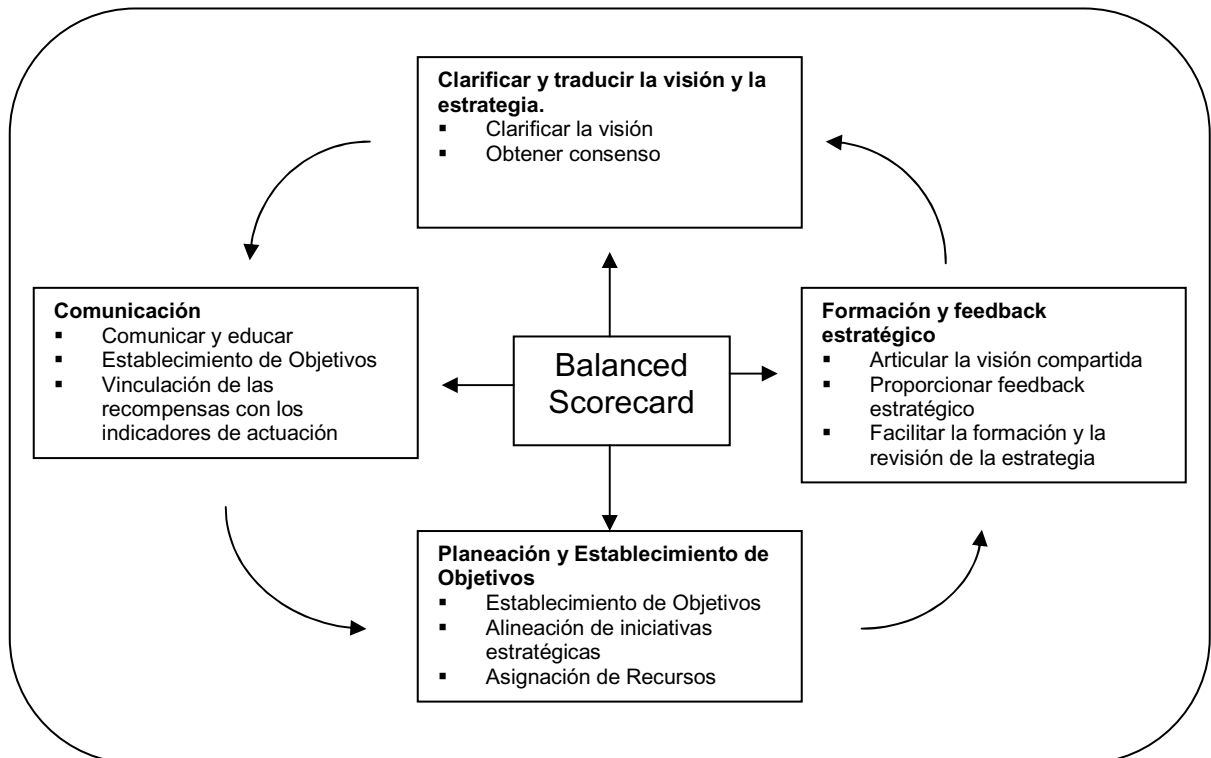 Clarificar y traducir la visión y la
estrategia.
▪ Clarificar la visión
▪ Obtener consenso
Comunicación
▪ Comunicar y educar
▪ Establecimiento de Objetivos
▪ Vinculación de las
recompensas con los
indicadores de actuación
Balanced
Scorecard
Formación y feedback
estratégico
▪ Articular la visión compartida
▪ Proporcionar feedback
estratégico
▪ Facilitar la formación y la
revisión de la estrategia
Planeación y Establecimiento de
Objetivos
▪ Establecimiento de Objetivos
▪ Alineación de iniciativas
estratégicas
▪ Asignación de Recursos